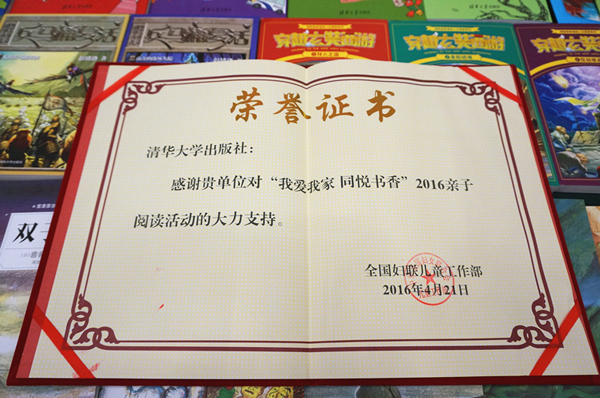 穿越之笑西游
穿越之笑西游
穿越之笑西游
荣誉证书
清华大学出版社：
感谢贵单位对“我爱我家 同悦书香”2016亲子
阅读活动的大力支持。
全国妇联儿童工作部
2016年4月21日
双